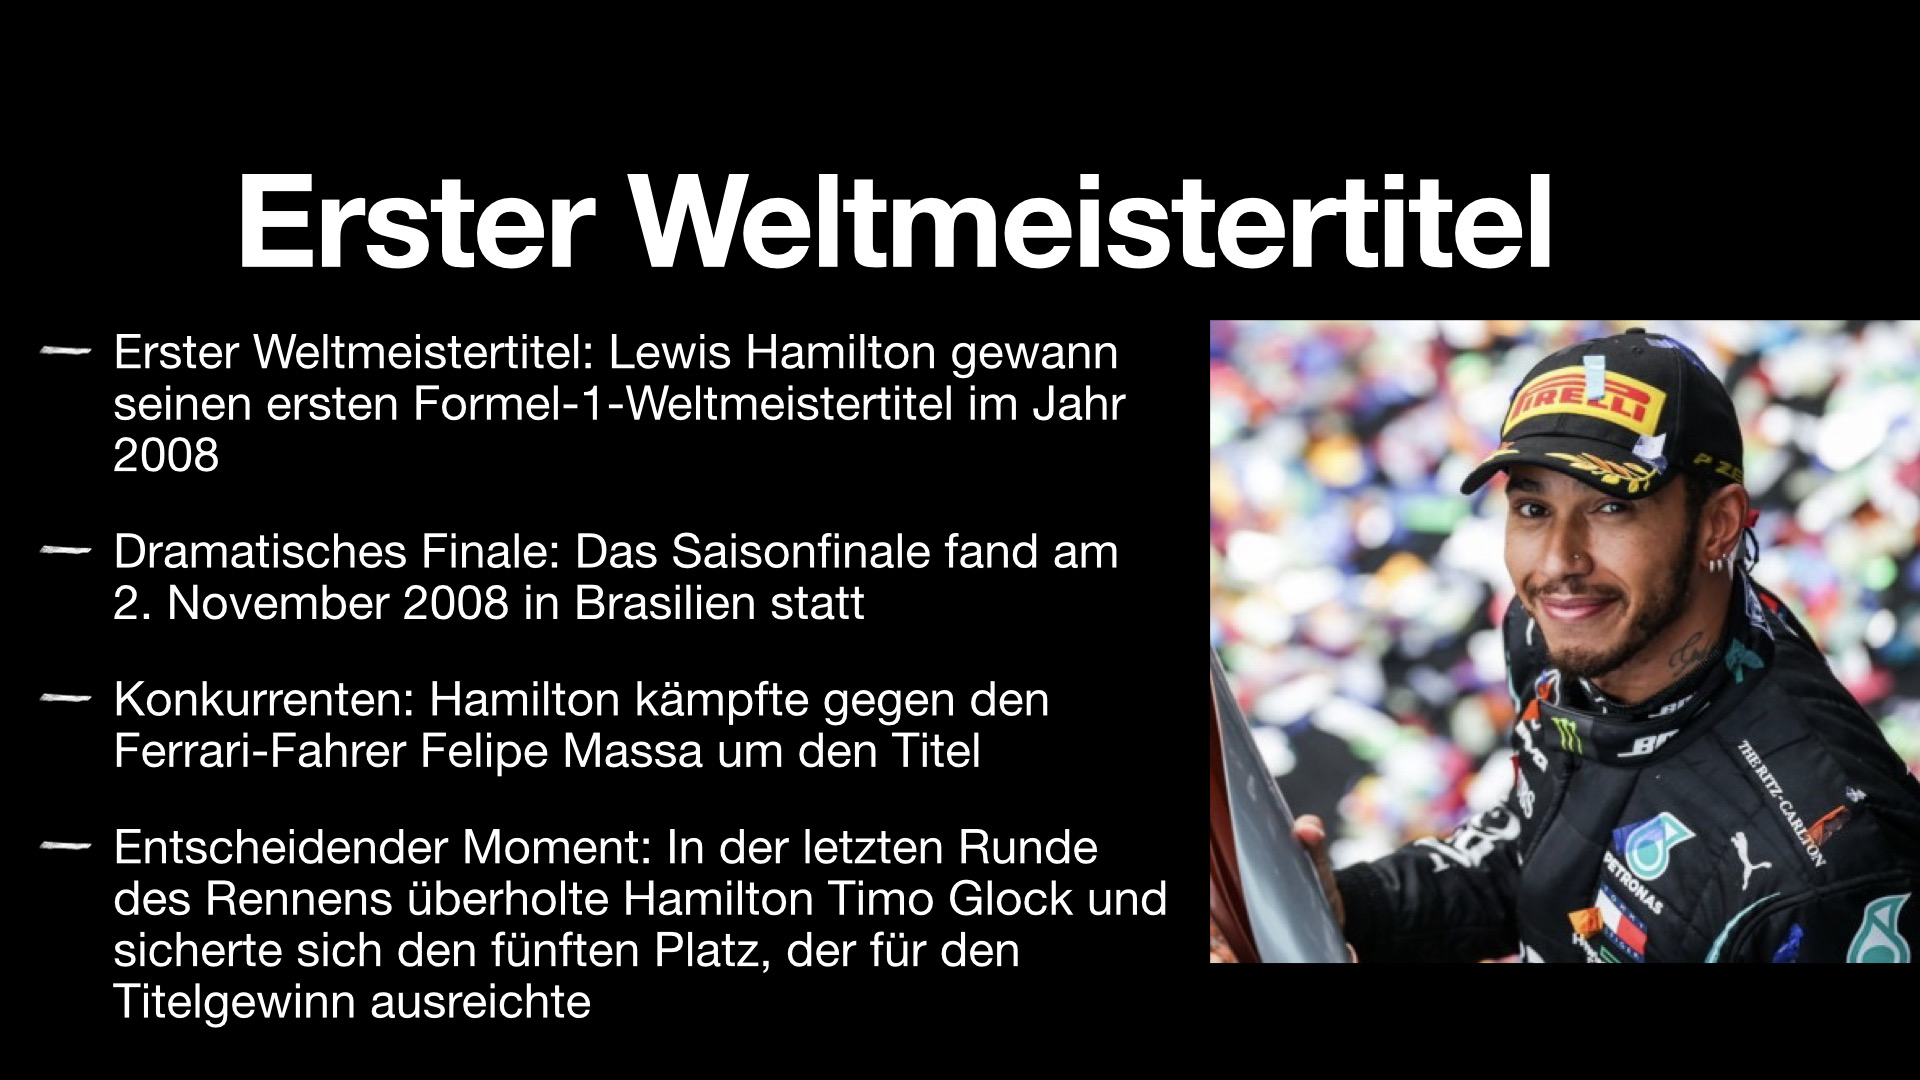 Erster Weltmeistertitel
Erster Weltmeistertitel: Lewis Hamilton gewann
seinen ersten Formel-1-Weltmeistertitel im Jahr
2008
Dramatisches Finale: Das Saisonfinale fand am
2. November 2008 in Brasilien statt
Konkurrenten: Hamilton kämpfte gegen den
Ferrari-Fahrer Felipe Massa um den Titel
Entscheidender Moment: In der letzten Runde
des Rennens überholte Hamilton Timo Glock und
sicherte sich den fünften Platz, der für den
Titelgewinn ausreichte
PIRELLI
THE RITZ-CARLTON
PETRONAS